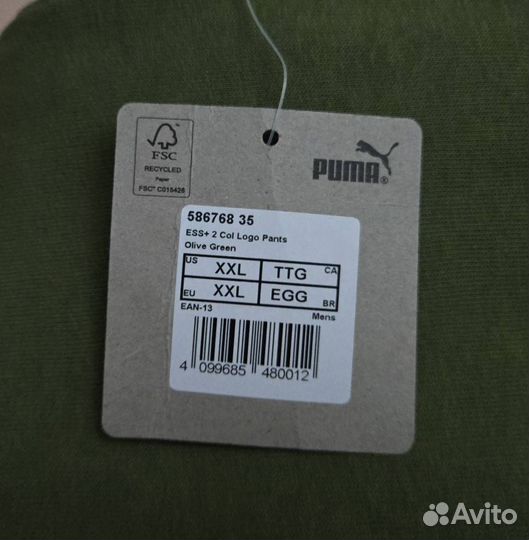 FSC
RECYCLED
Paper
FSC® C015426
PUMA®
586768 35
ESS+ 2 Col Logo Pants
Olive Green
US XXL TTG CA
EU XXL EGG BR
EAN-13 Mens
4 099685 480012
Avito